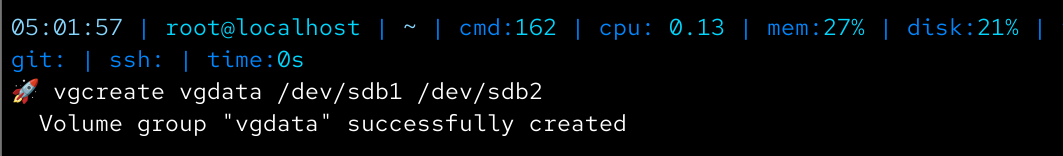 05:01:57 | root@localhost | ~ | cmd:162 | cpu: 0.13 | mem:27% | disk:21% |
git: | ssh: | time:0s
🚀 vgcreate vgdata /dev/sdb1 /dev/sdb2
  Volume group "vgdata" successfully created